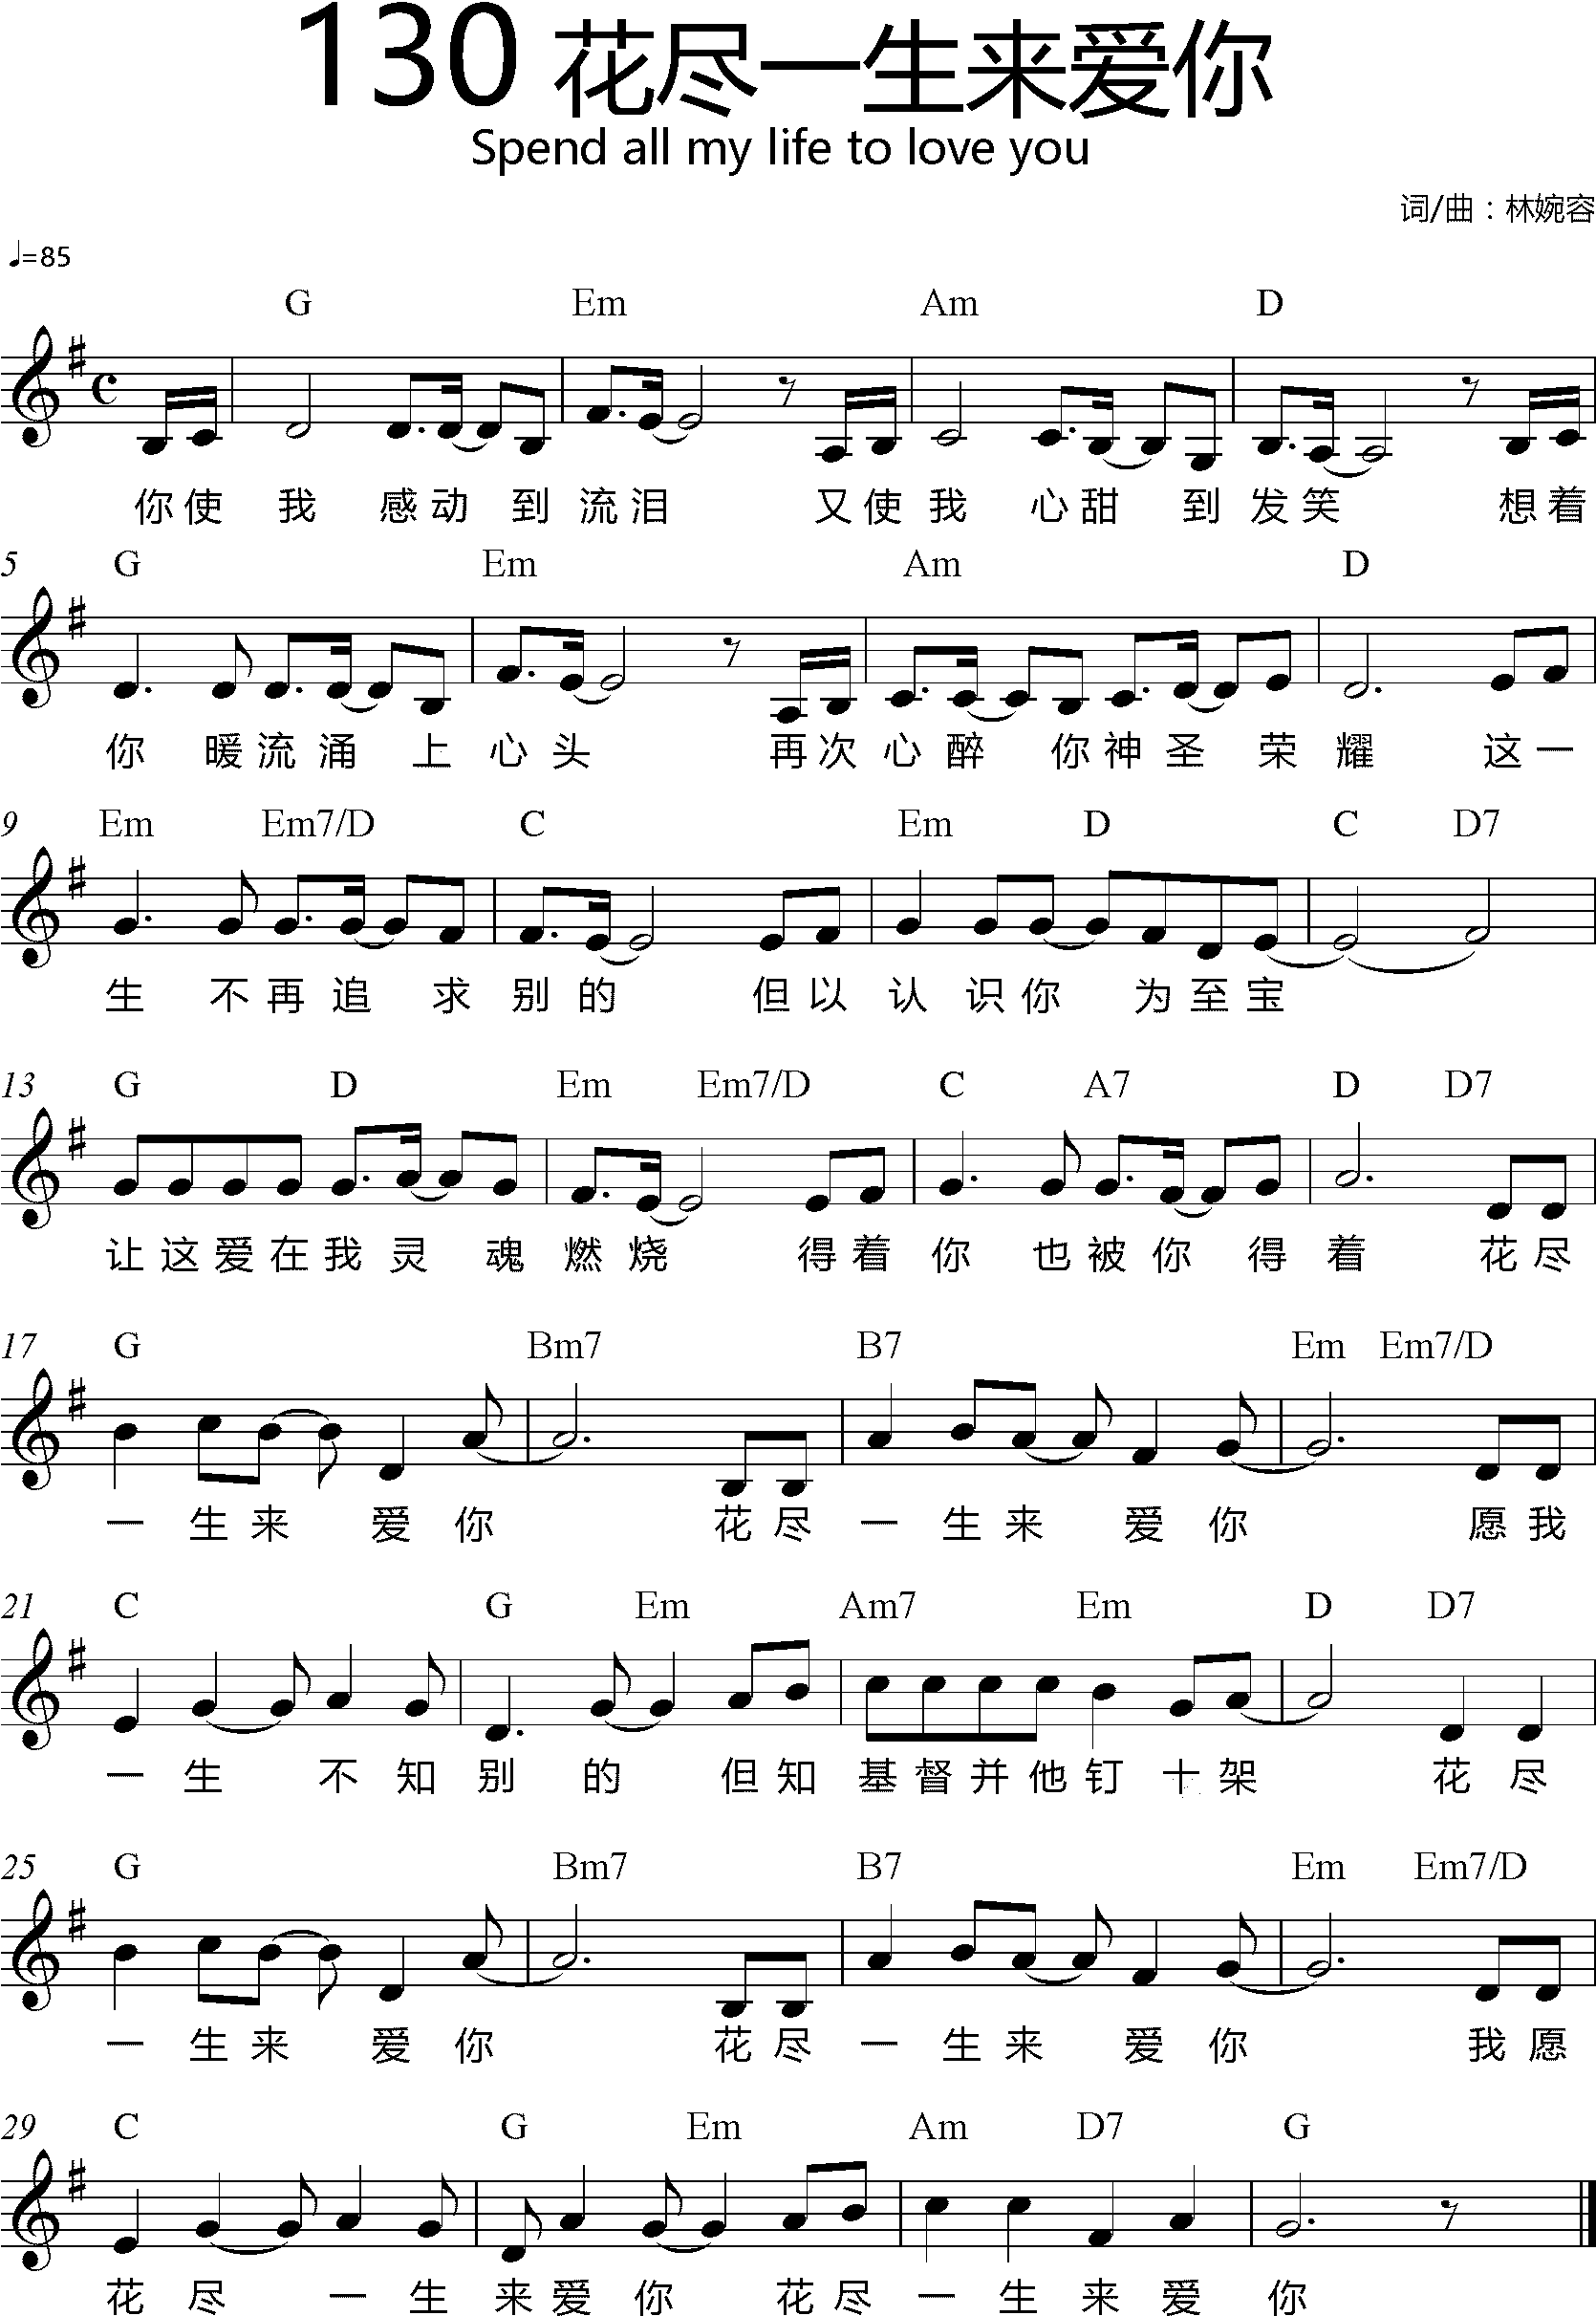 130 花尽一生来爱你
Spend all my life to love you
词/曲：林婉容
♩=85
G Em Am D
你使 我 感动 到 流泪 又使 我 心甜 到 发笑 想着
5 G Em Am D
你 暖流涌 上 心头 再次 心醉 你神圣 荣 耀 这一
9 Em Em7/D C Em D C D7
生 不再追 求 别的 但以 认 识你 为至宝
13 G D Em Em7/D C A7 D D7
让这爱在我灵 魂 燃烧 得着 你 也被你 得 着 花尽
17 G Bm7 B7 Em Em7/D
一 生来 爱 你 花尽 一 生来 爱 你 愿我
21 C G Em Am7 Em D D7
一 生 不 知 别 的 但知 基督并他钉 十架 花 尽
25 G Bm7 B7 Em Em7/D
一 生来 爱 你 花尽 一 生来 爱 你 我愿
29 C G Em Am D7 G
花 尽 一 生 来爱 你 花尽 一 生 来 爱 你